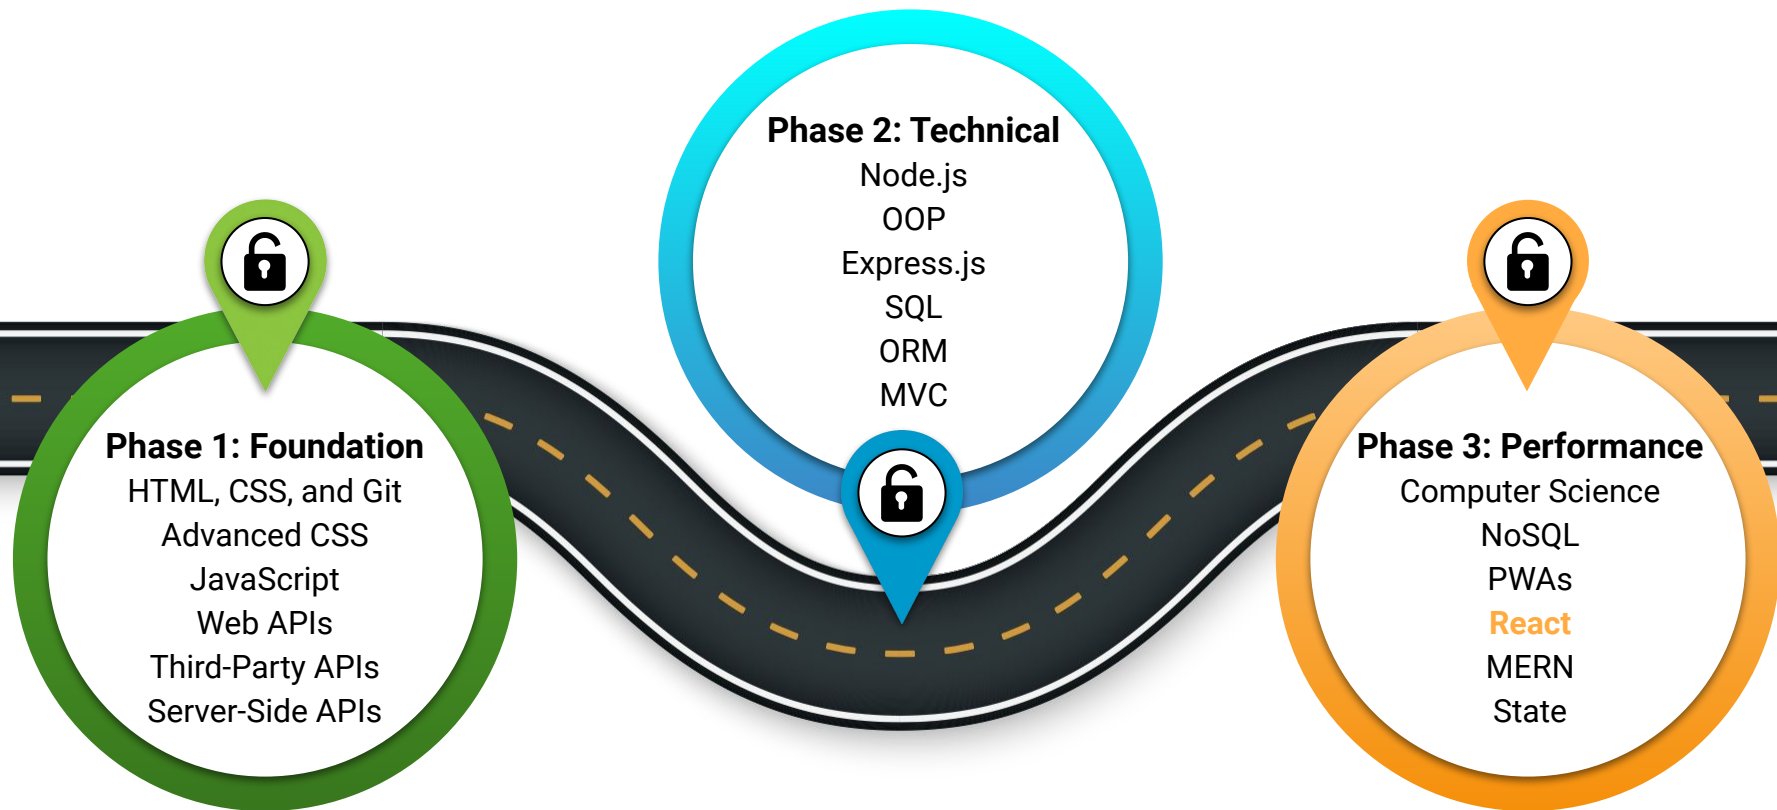 Phase 1: Foundation
HTML, CSS, and Git
Advanced CSS
JavaScript
Web APIs
Third-Party APIs
Server-Side APIs
Phase 2: Technical
Node.js
OOP
Express.js
SQL
ORM
MVC
Phase 3: Performance
Computer Science
NoSQL
PWAs
React
MERN
State